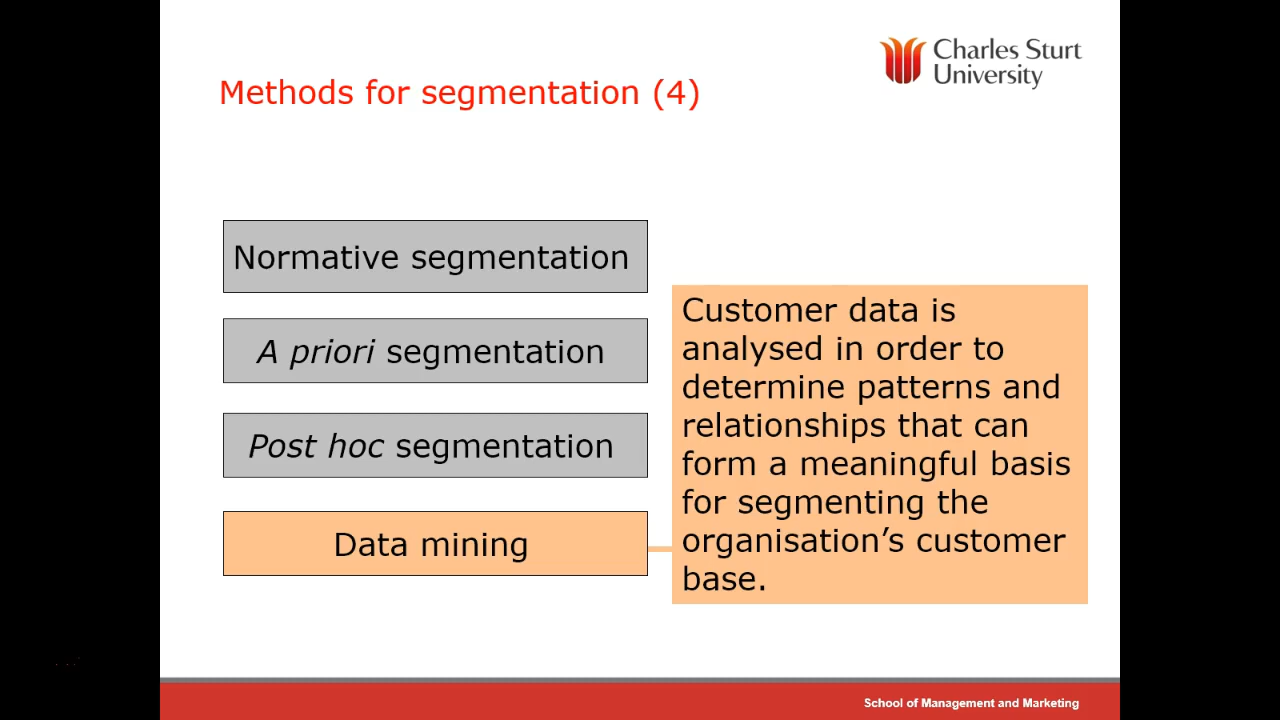 Charles Sturt
University
Methods for segmentation (4)
Normative segmentation
A priori segmentation
Post hoc segmentation
Data mining
Customer data is
analysed in order to
determine patterns and
relationships that can
form a meaningful basis
for segmenting the
organisation’s customer
base.
School of Management and Marketing